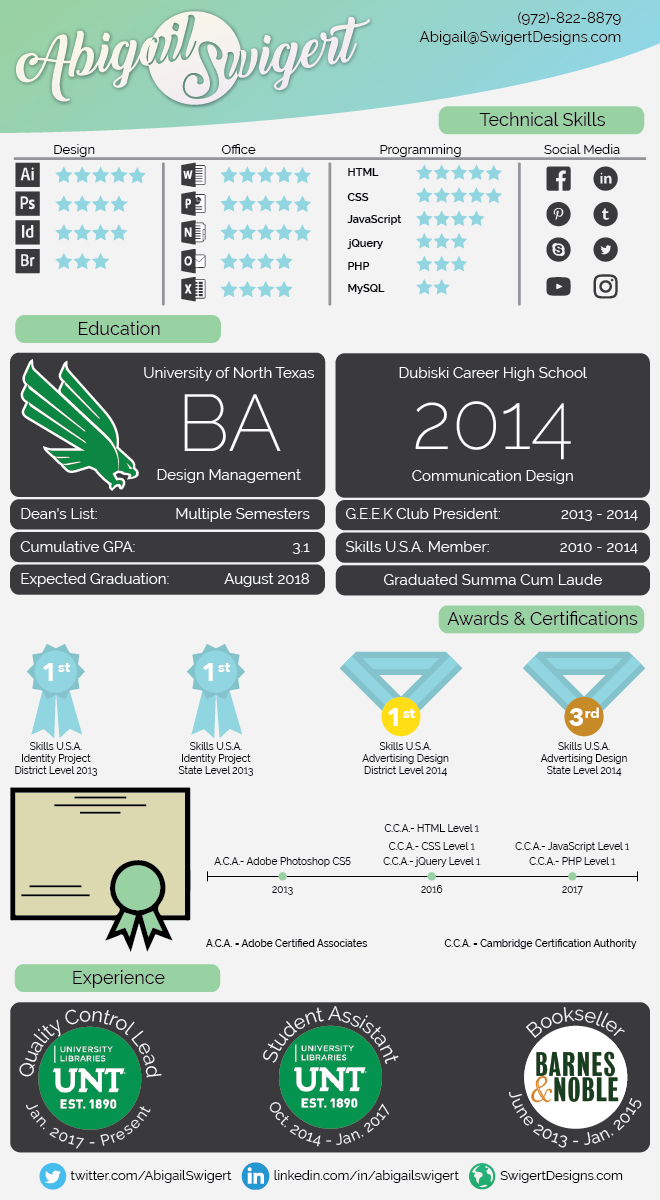 Abigail Swigert
(972)-822-8879
Abigail@SwigertDesigns.com
Technical Skills
Design
Office
Programming
Social Media
Ai
Ps
Id
Br
W
P
N
O
X
HTML
CSS
JavaScript
jQuery
PHP
MySQL
Education
University of North Texas
BA
Design Management
Dean's List: Multiple Semesters
Cumulative GPA: 3.1
Expected Graduation: August 2018
Dubiski Career High School
2014
Communication Design
G.E.E.K Club President: 2013 - 2014
Skills U.S.A. Member: 2010 - 2014
Graduated Summa Cum Laude
Awards & Certifications
1st
Skills U.S.A.
Identity Project
District Level 2013
1st
Skills U.S.A.
Identity Project
State Level 2013
1st
Skills U.S.A.
Advertising Design
District Level 2014
3rd
Skills U.S.A.
Advertising Design
State Level 2014
A.C.A.- Adobe Photoshop CS5
2013
C.C.A.- HTML Level 1
C.C.A.- CSS Level 1
C.C.A.- jQuery Level 1
2016
C.C.A.- JavaScript Level 1
C.C.A.- PHP Level 1
2017
A.C.A. = Adobe Certified Associates
C.C.A. = Cambridge Certification Authority
Experience
Quality Control Lead
UNIVERSITY
LIBRARIES
UNT
EST. 1890
Jan. 2017 - Present
Student Assistant
UNIVERSITY
LIBRARIES
UNT
EST. 1890
Oct. 2014 - Jan. 2017
Bookseller
BARNES
&NOBLE
June 2013 - Jan. 2015
twitter.com/AbigailSwigert
linkedin.com/in/abigailswigert
SwigertDesigns.com